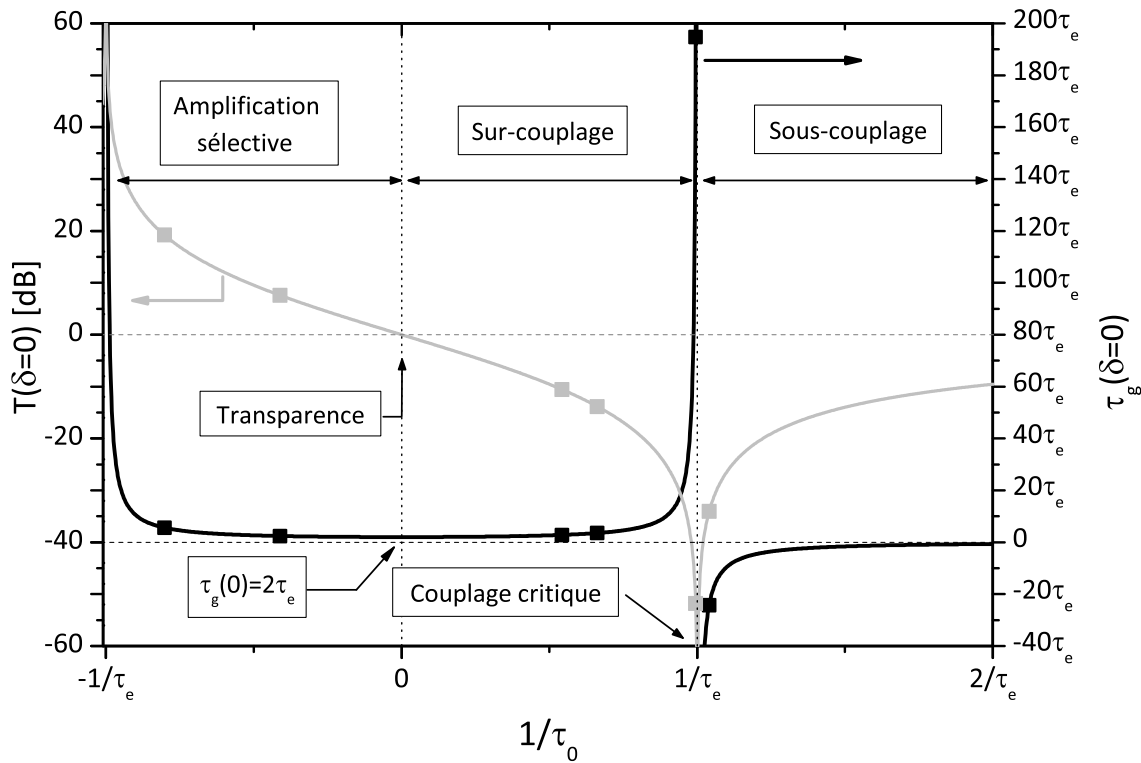 60
40
20
0
-20
-40
-60
T(δ=0) [dB]
200τe
180τe
160τe
140τe
120τe
100τe
80τe
60τe
40τe
20τe
0
-20τe
-40τe
τg(δ=0)
Amplification
sélective
Sur-couplage
Sous-couplage
Transparence
τg(0)=2τe
Couplage critique
-1/τe
0
1/τe
2/τe
1/τ0